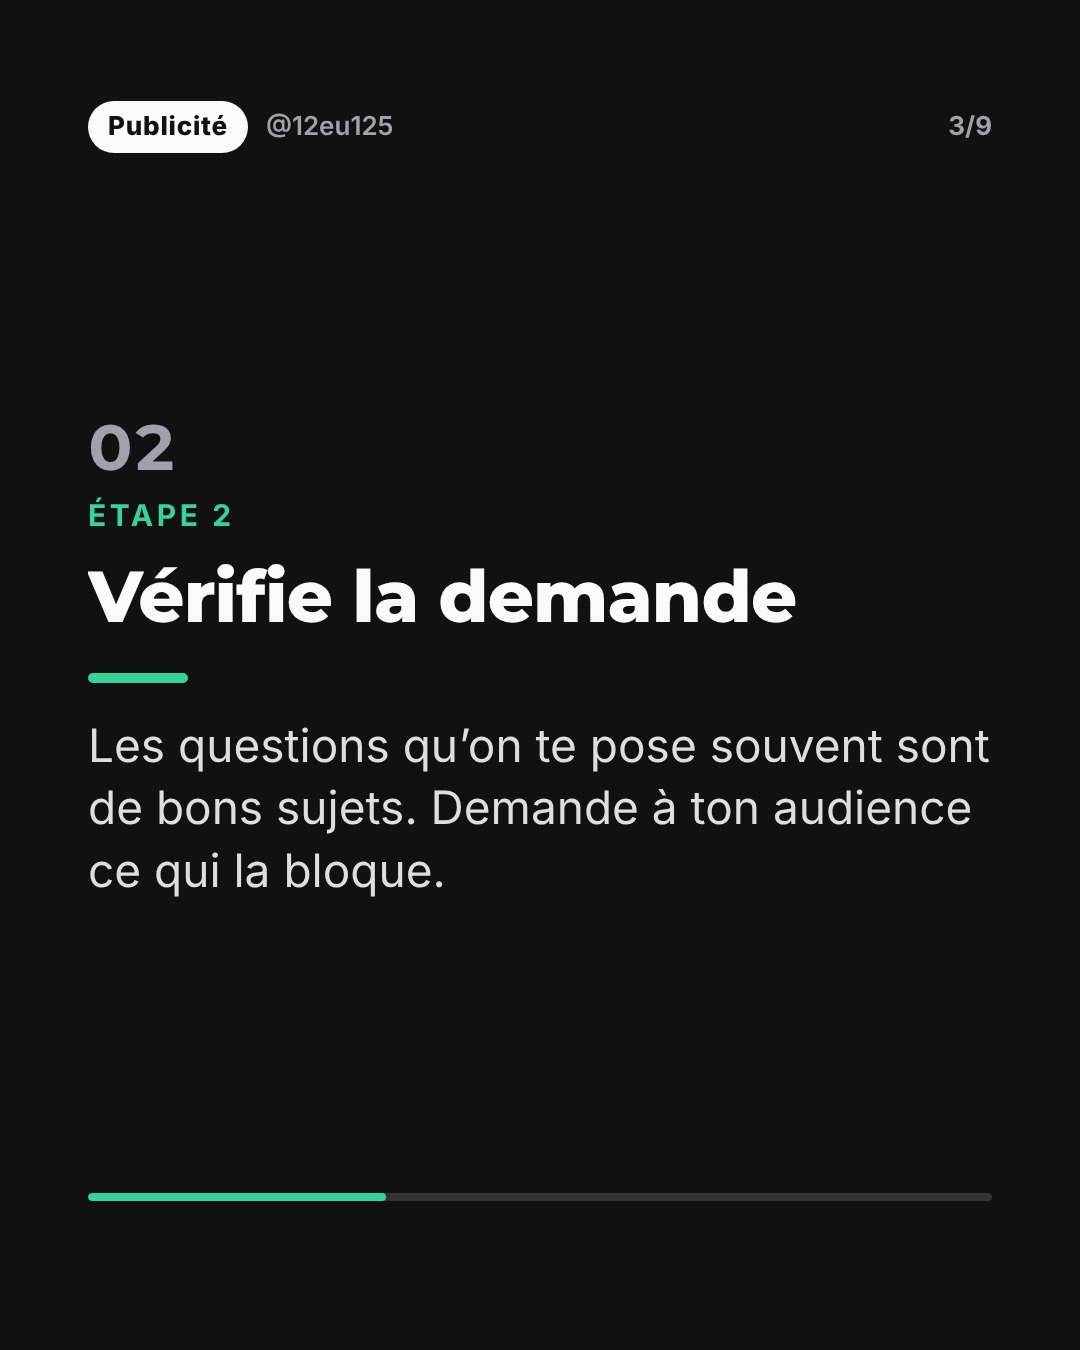 Publicité @12eu125 3/9
02
ÉTAPE 2
Vérifie la demande
Les questions qu’on te pose souvent sont
de bons sujets. Demande à ton audience
ce qui la bloque.